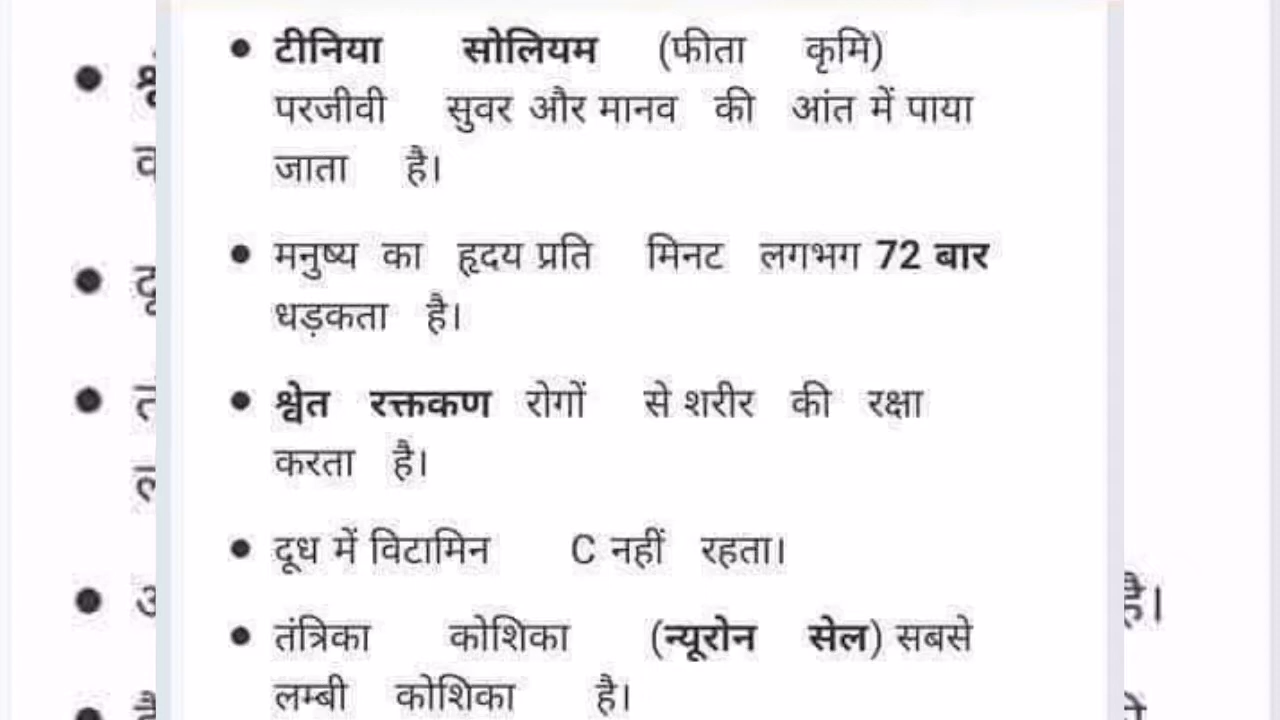 • टीनिया सोलियम (फीता कृमि)
परजीवी सुवर और मानव की आंत में पाया
जाता है।
• मनुष्य का हृदय प्रति मिनट लगभग 72 बार
धड़कता है।
• श्वेत रक्तकण रोगों से शरीर की रक्षा
करता है।
• दूध में विटामिन C नहीं रहता।
• तंत्रिका कोशिका (न्यूरोन सेल) सबसे
लम्बी कोशिका है।
है।